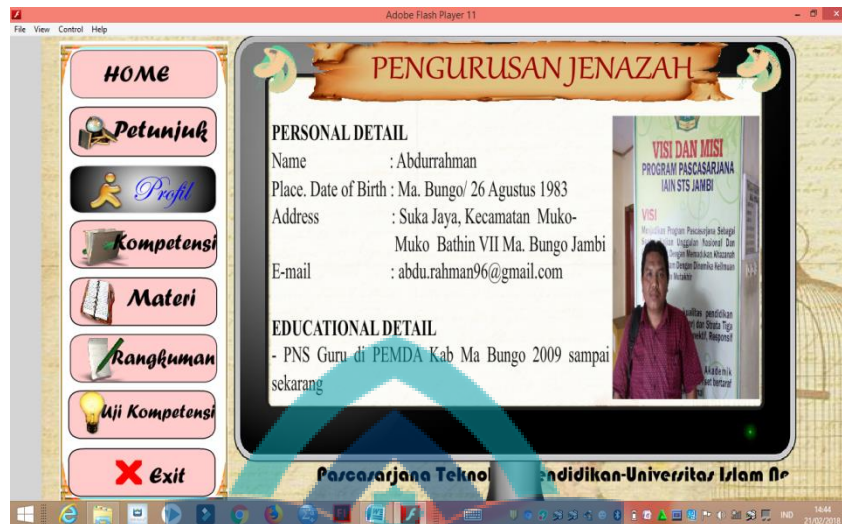 Adobe Flash Player 11
File View Control Help
HOME
Petunjuk
Profil
Kompetensi
Materi
Rangkuman
Uji Kompetensi
Exit
PENGURUSAN JENAZAH
PERSONAL DETAIL
Name : Abdurrahman
Place. Date of Birth : Ma. Bungo/ 26 Agustus 1983
Address : Suka Jaya, Kecamatan Muko-
Muko Bathin VII Ma. Bungo Jambi
E-mail : abdu.rahman96@gmail.com
EDUCATIONAL DETAIL
- PNS Guru di PEMDA Kab Ma Bungo 2009 sampai
sekarang
VISI DAN MISI
PROGRAM PASCASARJANA
IAIN STS JAMBI
VISI
Pascasarjana Teknol endidikan-Universitas Islam Ne
IND
14:44
21/02/2018